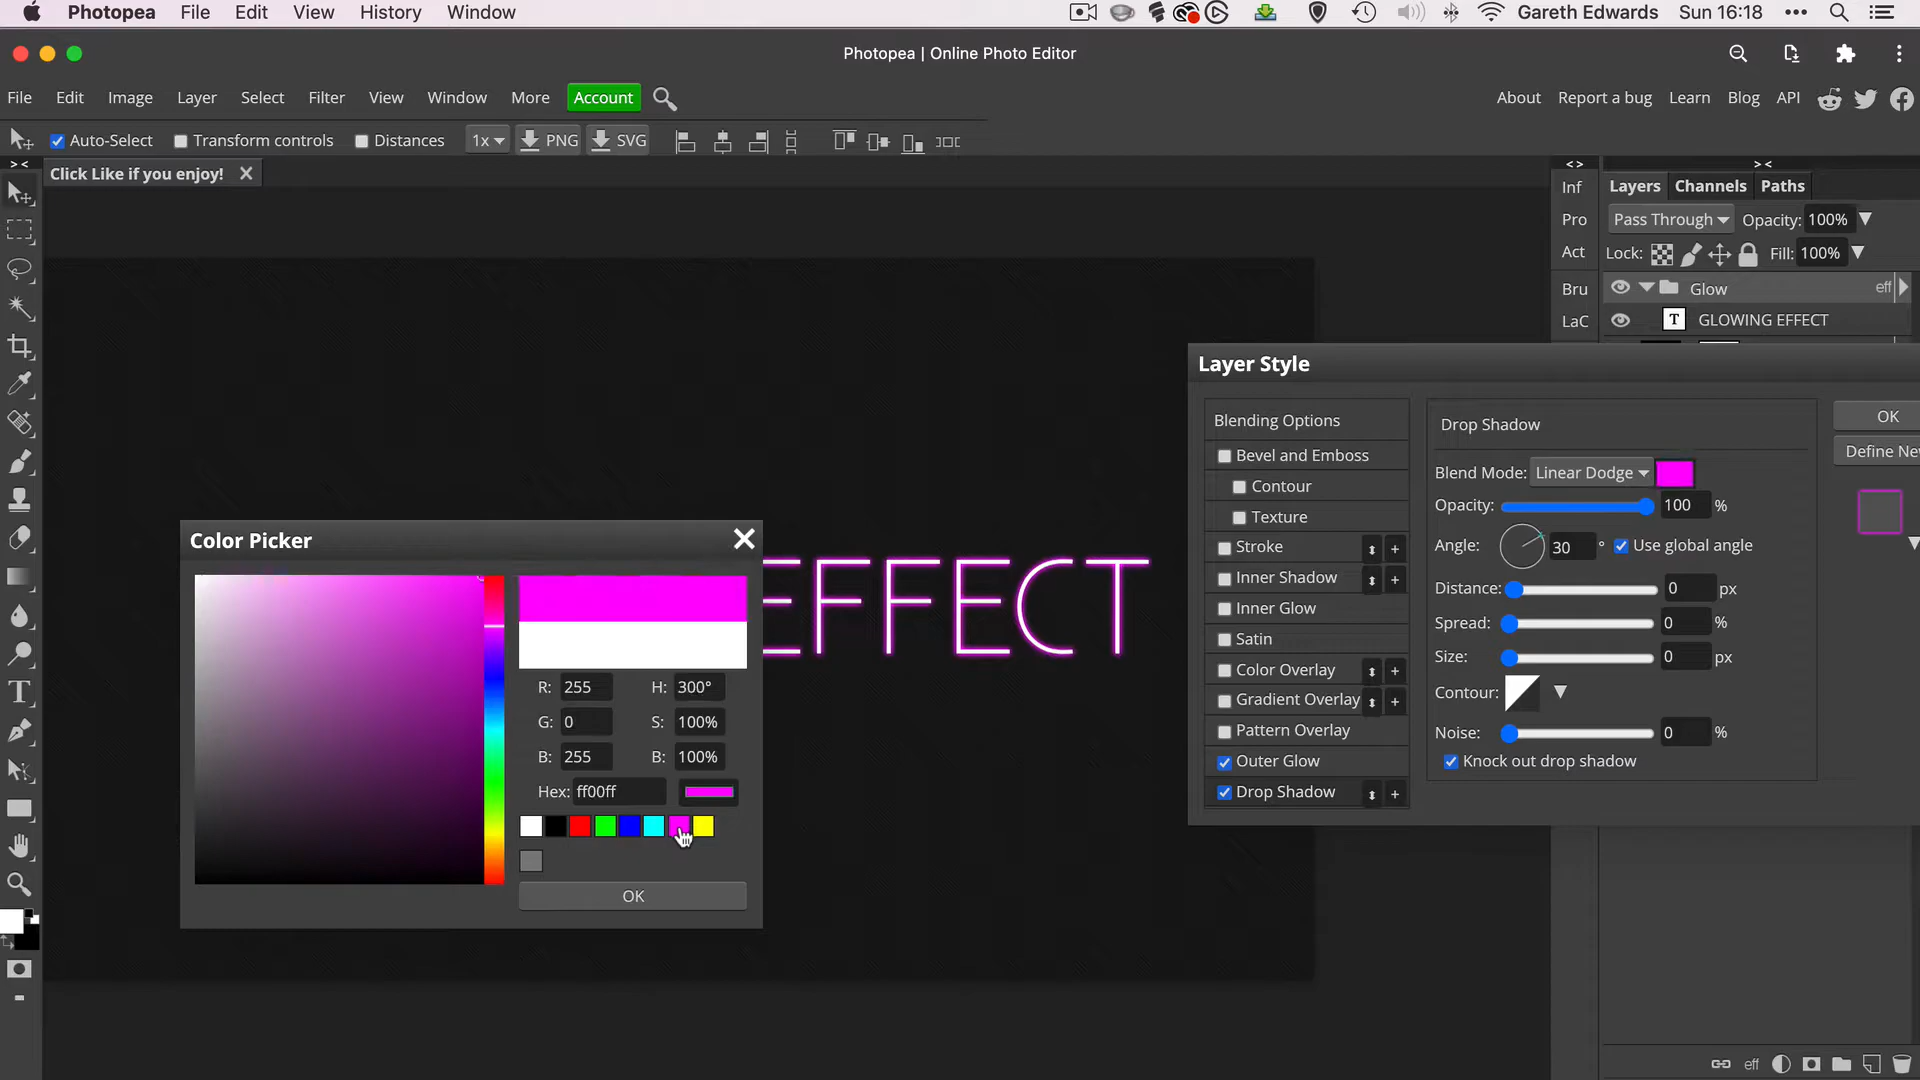 Photopea File Edit View History Window Gareth Edwards Sun 16:18
Photopea | Online Photo Editor
File Edit Image Layer Select Filter View Window More Account About Report a bug Learn Blog API
Auto-Select Transform controls Distances 1x PNG SVG
> < < > > <
Click Like if you enjoy! X
Inf
Pro
Act
Bru
LaC
Layers Channels Paths
Pass Through Opacity: 100%
Lock: Fill: 100%
Glow eff
T GLOWING EFFECT
EFFECT
Layer Style
Blending Options
Bevel and Emboss
Contour
Texture
Stroke +
Inner Shadow +
Inner Glow
Satin
Color Overlay +
Gradient Overlay +
Pattern Overlay
Outer Glow
Drop Shadow +
Drop Shadow
Blend Mode: Linear Dodge
Opacity: 100 %
Angle: 30 ° Use global angle
Distance: 0 px
Spread: 0 %
Size: 0 px
Contour:
Noise: 0 %
Knock out drop shadow
OK
Define New
Color Picker
R: 255 H: 300°
G: 0 S: 100%
B: 255 B: 100%
Hex: ff00ff
OK
eff